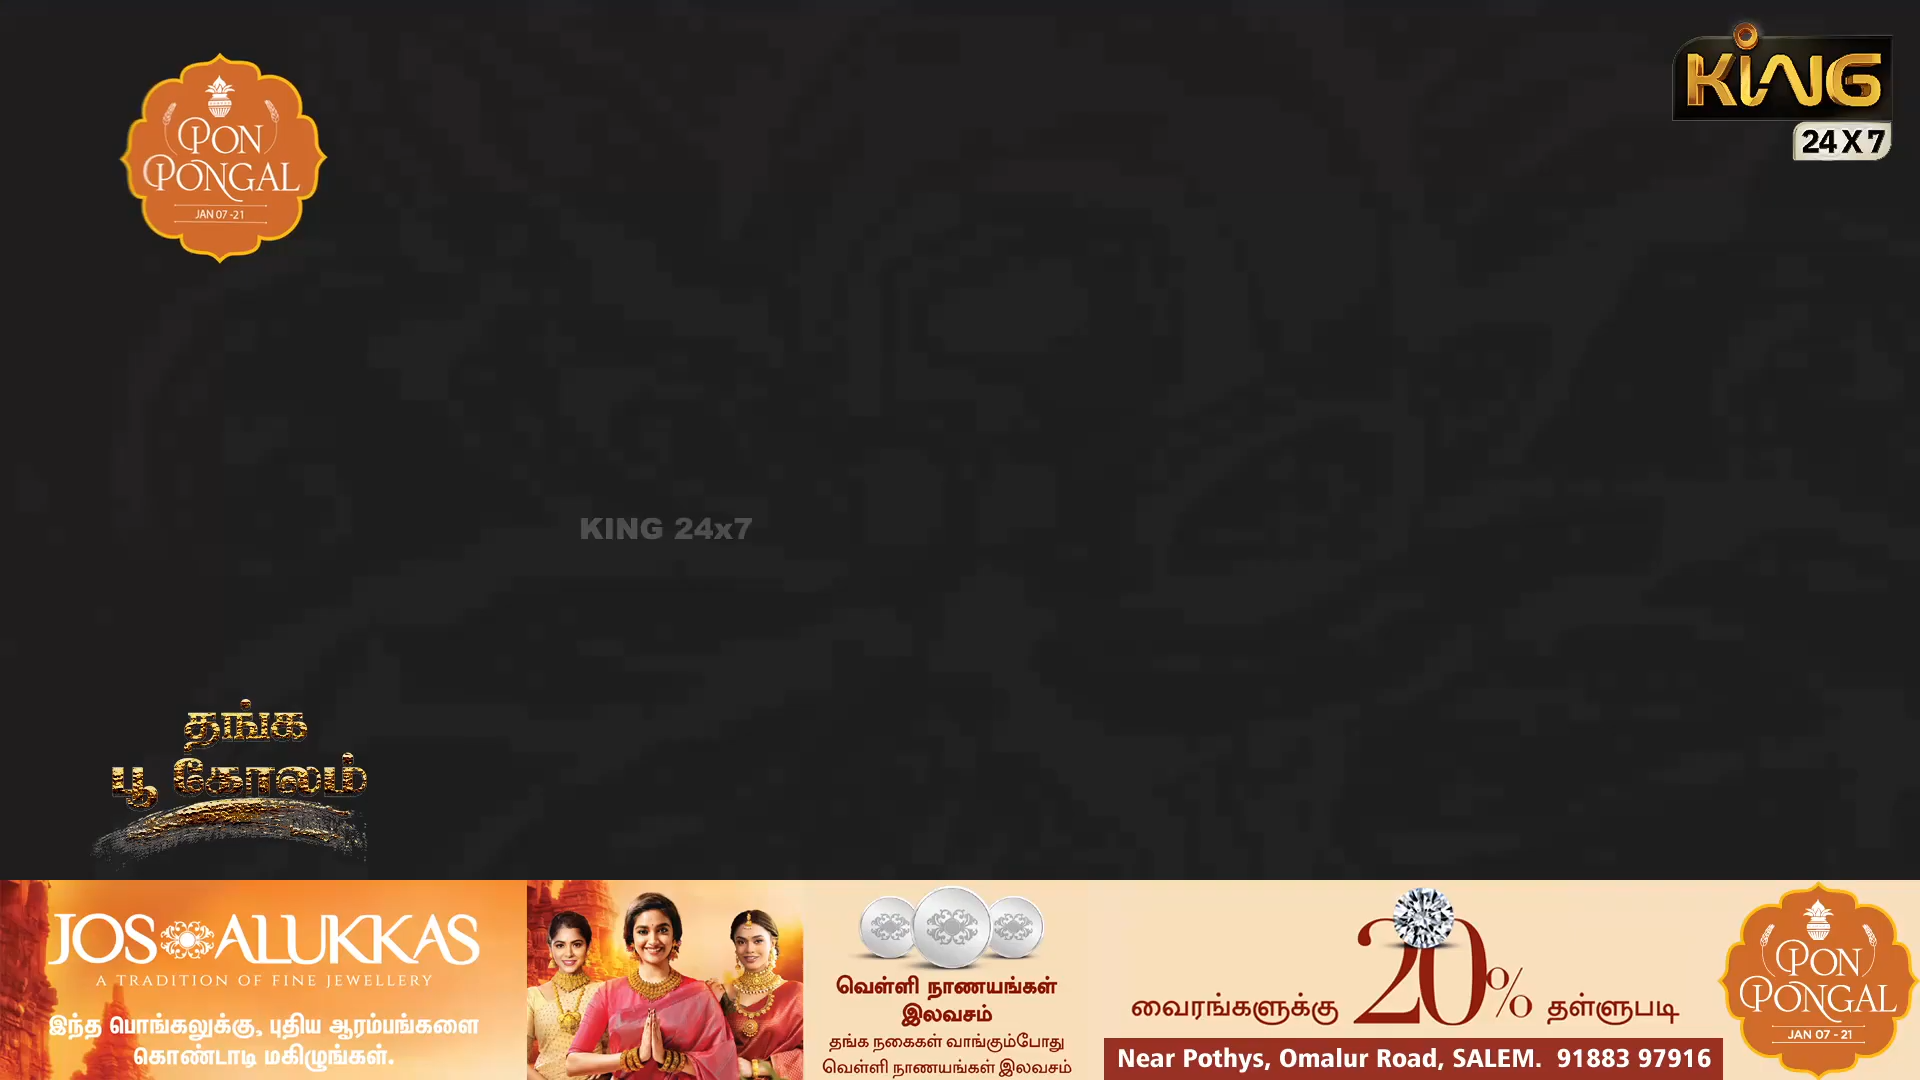 PON
PONGAL
JAN 07 -21
KING
24 X 7
KING 24x7
தங்க
பூ கோலம்
JOS ALUKKAS
A TRADITION OF FINE JEWELLERY
இந்த பொங்கலுக்கு, புதிய ஆரம்பங்களை
கொண்டாடி மகிழுங்கள்.
வெள்ளி நாணயங்கள்
இலவசம்
தங்க நகைகள் வாங்கும்போது
வெள்ளி நாணயங்கள் இலவசம்
வைரங்களுக்கு 20% தள்ளுபடி
Near Pothys, Omalur Road, SALEM. 91883 97916
PON
PONGAL
JAN 07 - 21